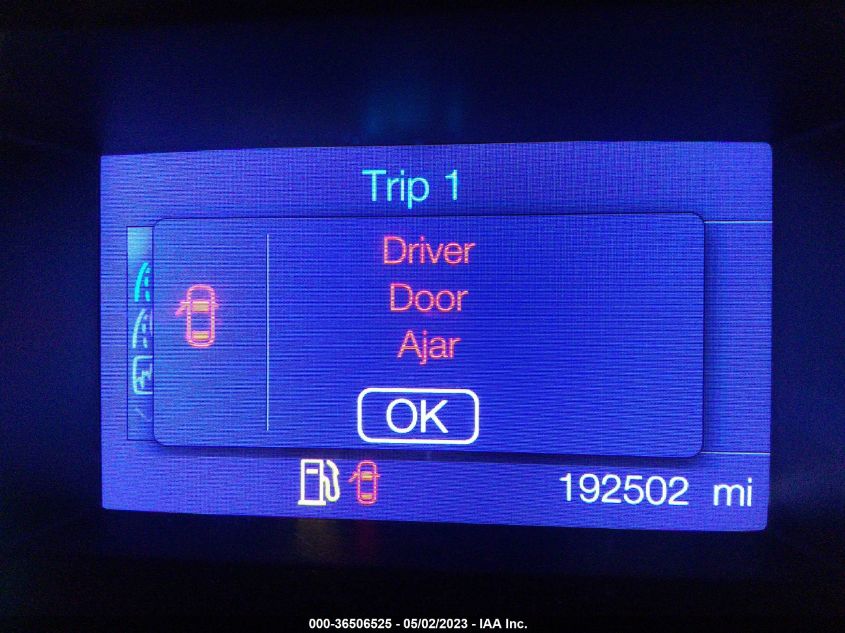 Trip 1
Driver
Door
Ajar
OK
192502 mi
000-36506525 - 05/02/2023 - IAA Inc.